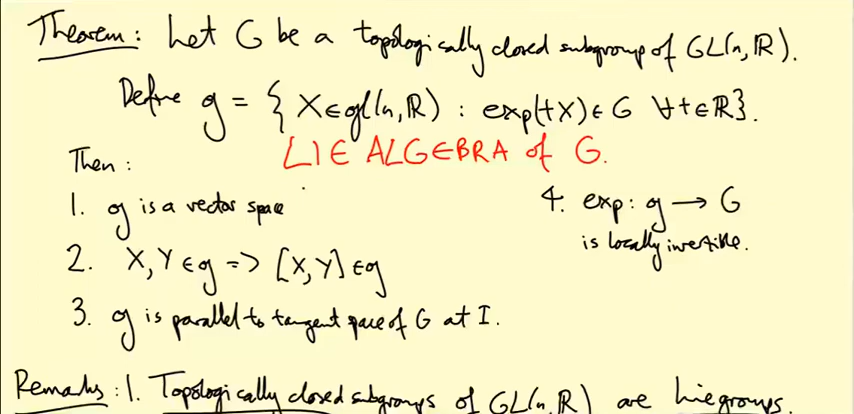 Theorem: Let G be a topologically closed subgroup of GL(n, ℝ).
Define 𝔤 = { X ∈ 𝔤l(n, ℝ) : exp(tX) ∈ G ∀ t ∈ ℝ}.
LIE ALGEBRA of G.
Then :
1. 𝔤 is a vector space
2. X, Y ∈ 𝔤 => [X, Y] ∈ 𝔤
3. 𝔤 is parallel to tangent space of G at I.
4. exp: 𝔤 → G
is locally invertible.
Remarks : 1. Topologically closed subgroups of GL(n, ℝ) are Lie groups.